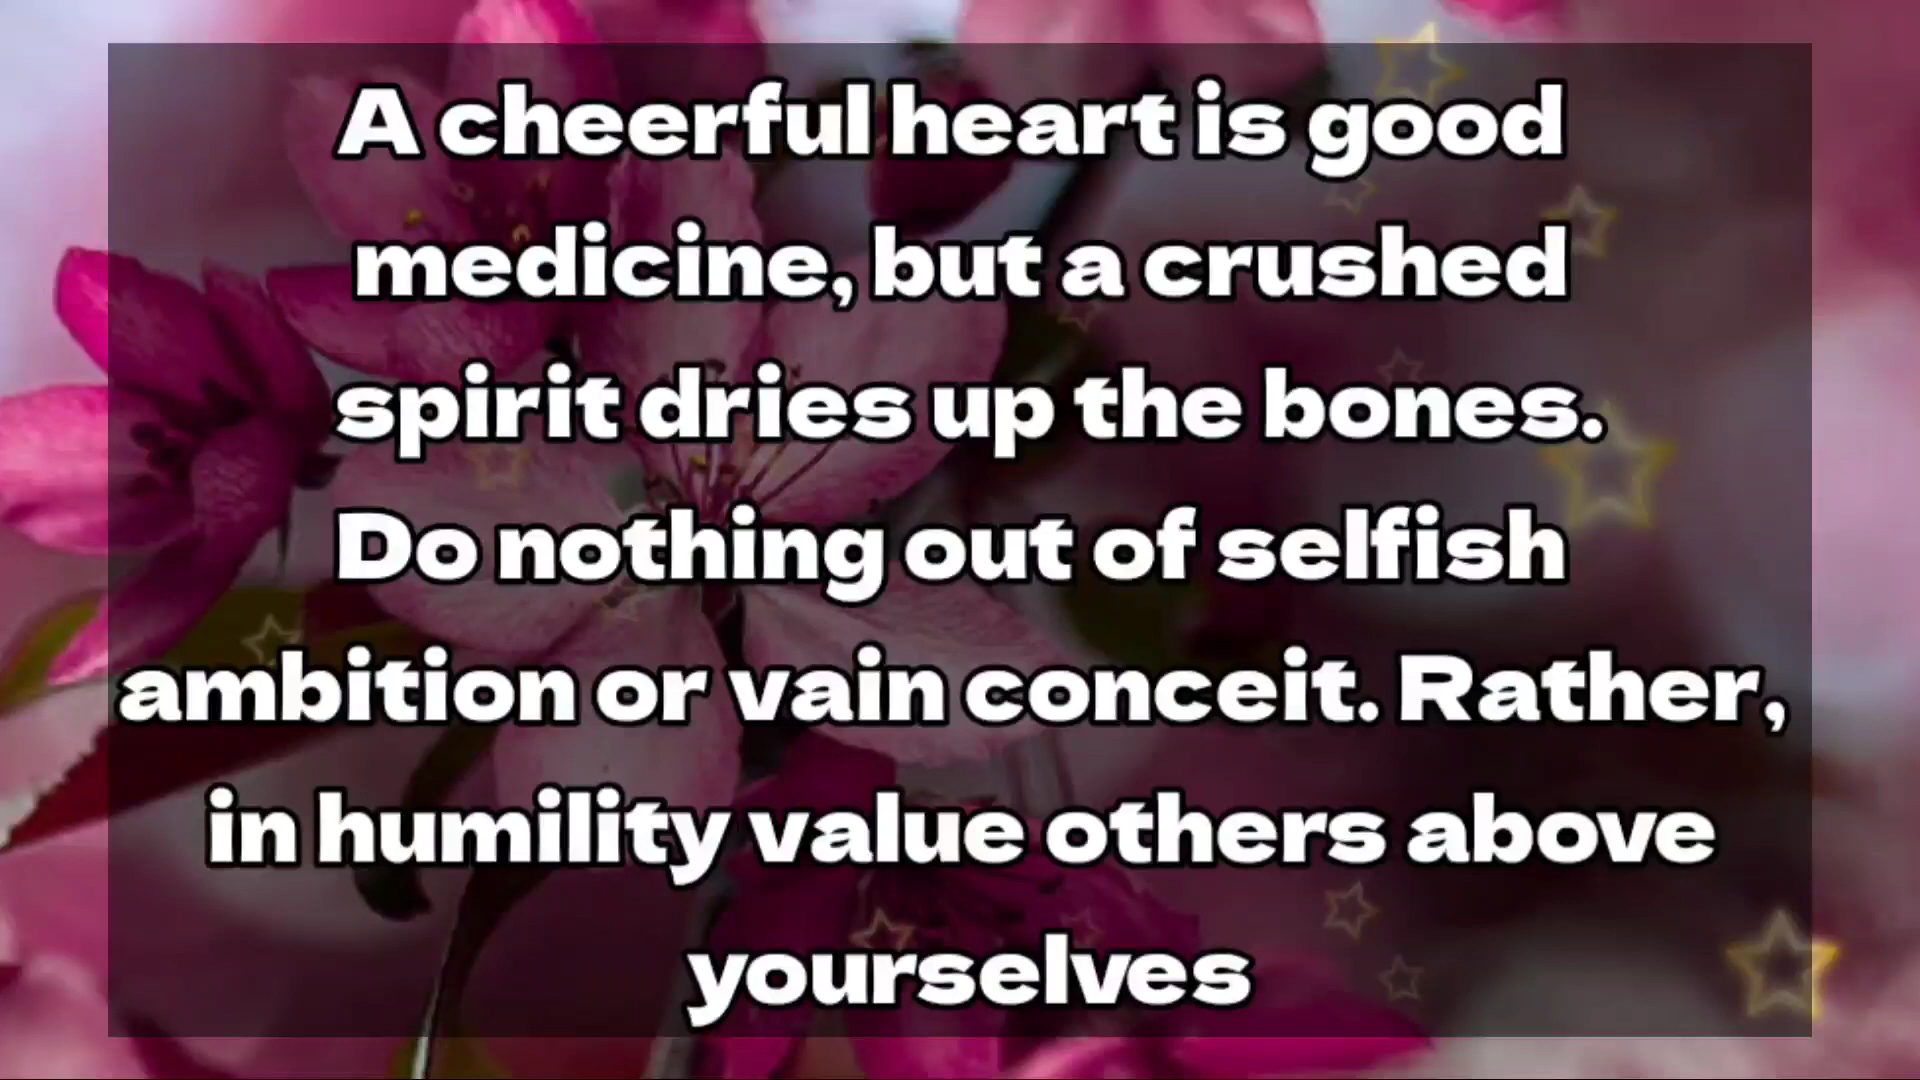 A cheerful heart is good
medicine, but a crushed
spirit dries up the bones.
Do nothing out of selfish
ambition or vain conceit. Rather,
in humility value others above
yourselves